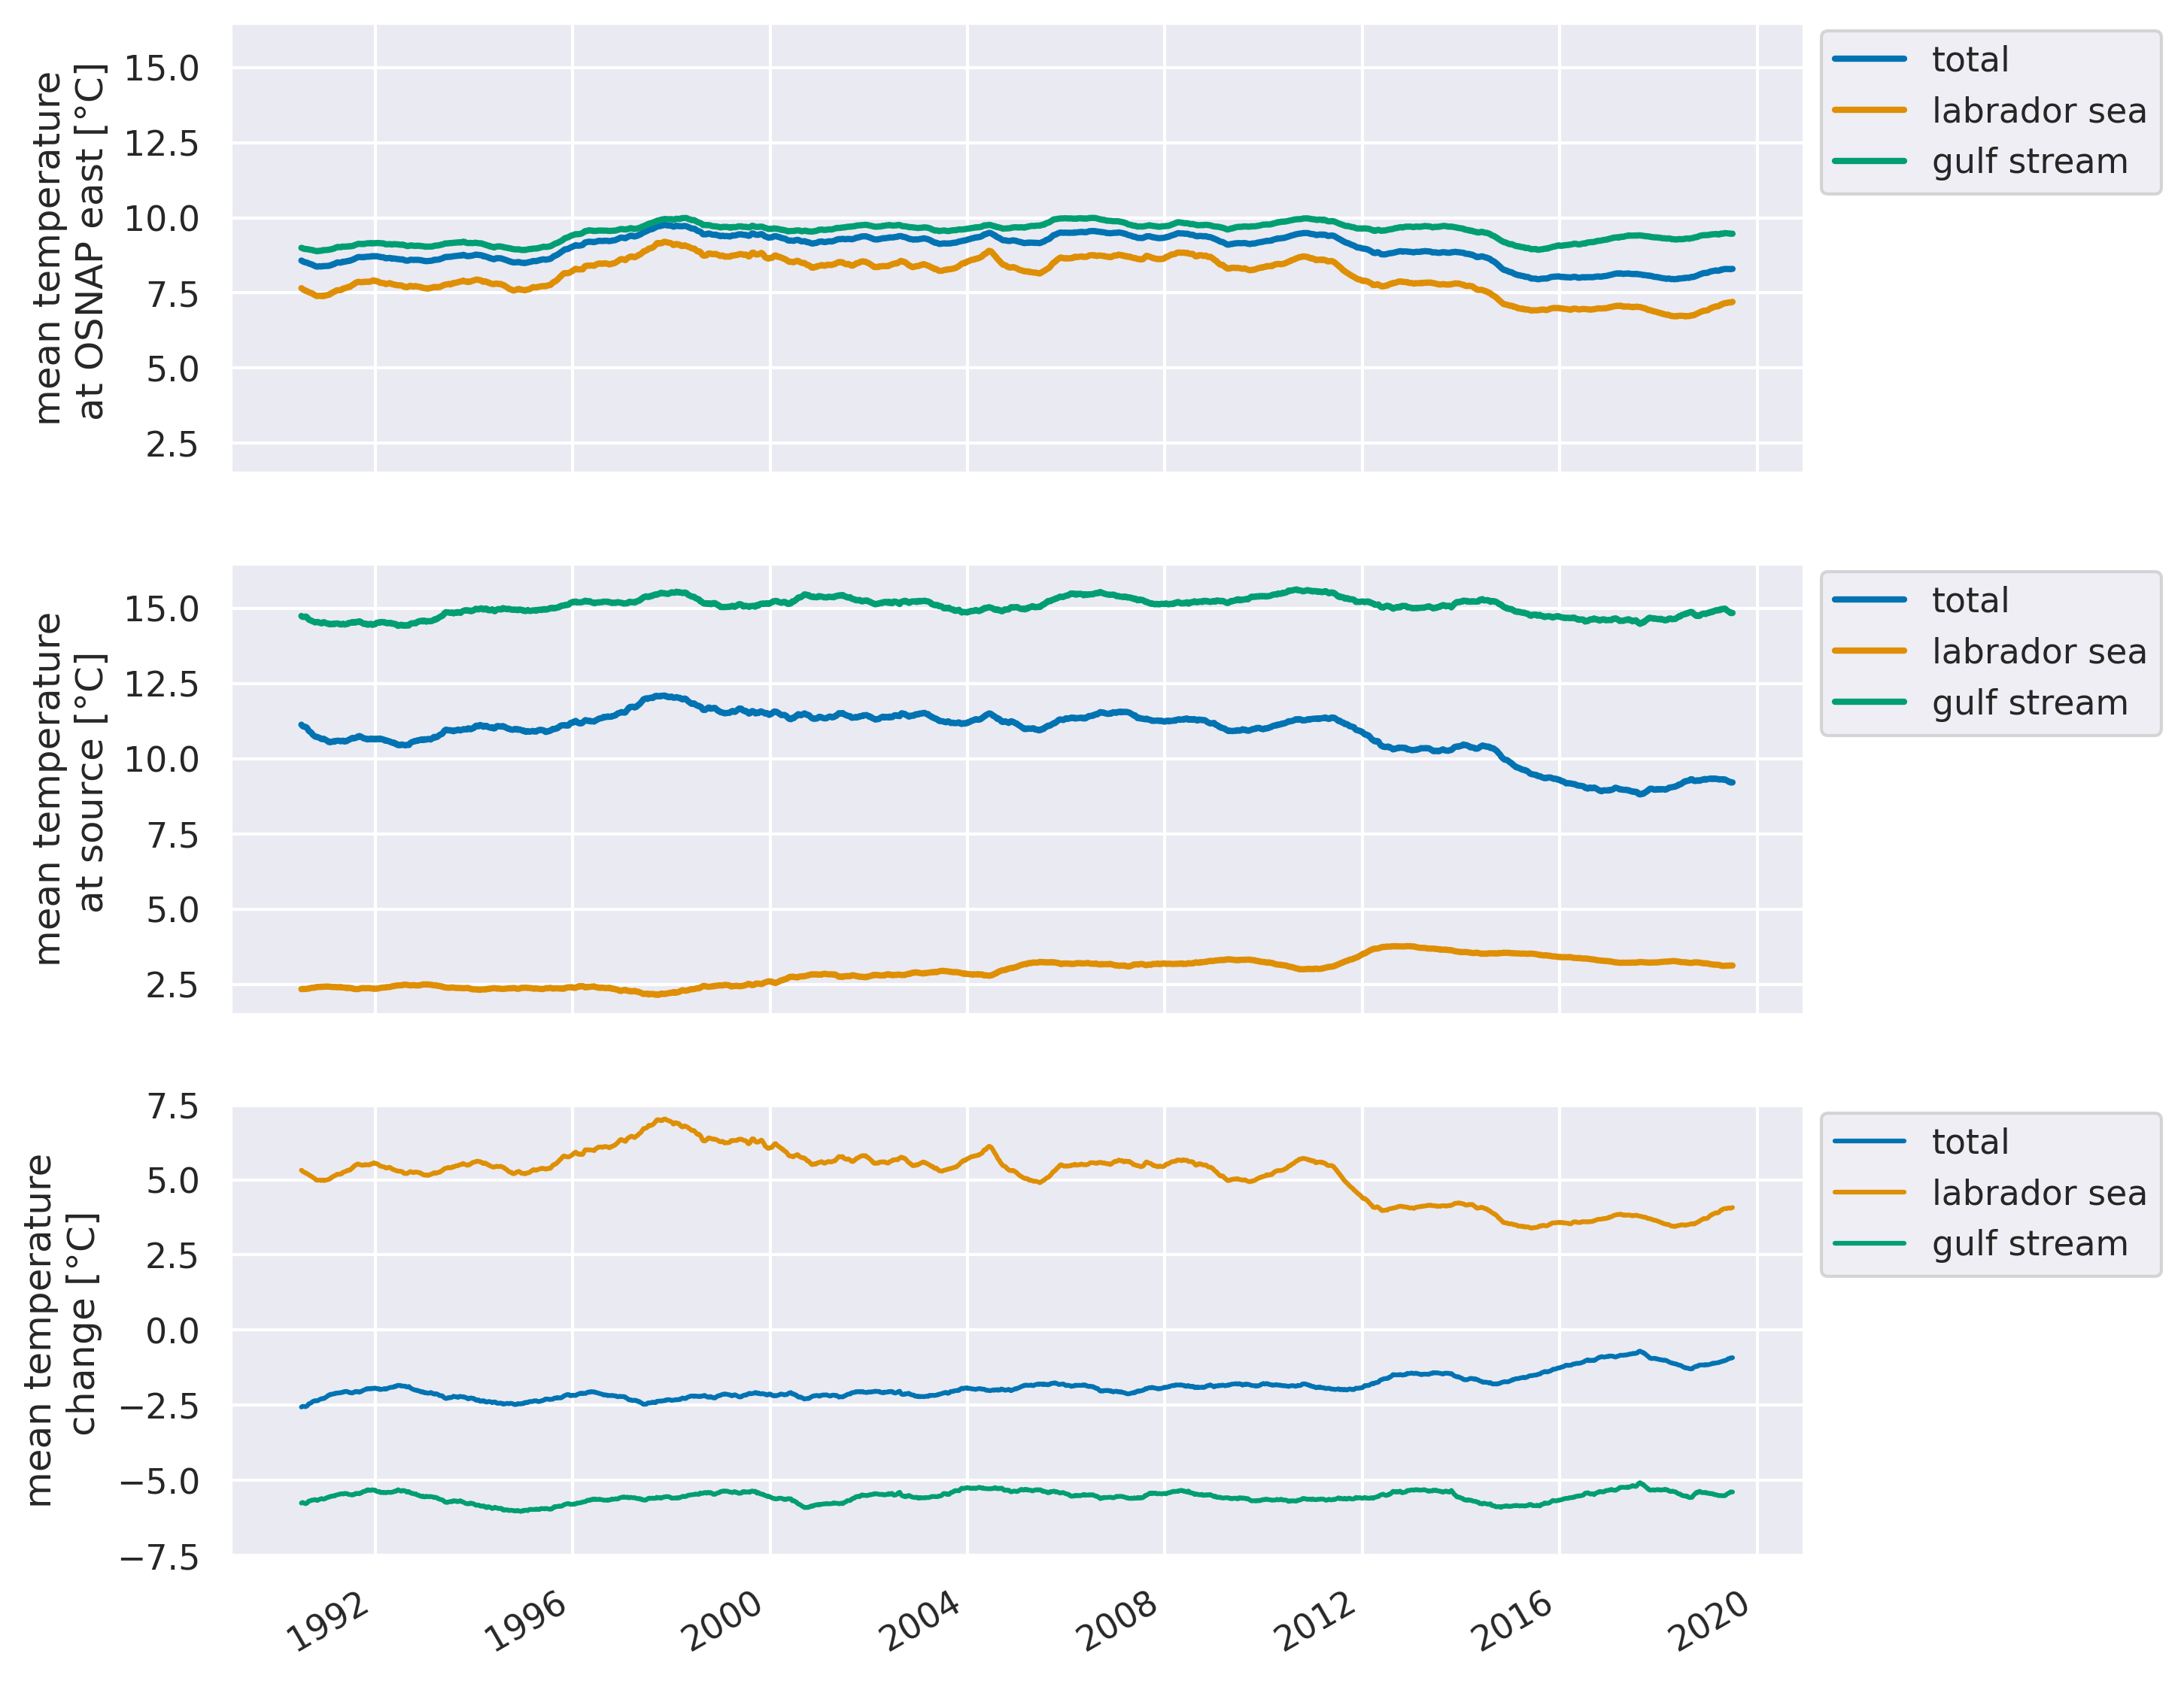 mean temperature
at OSNAP east [°C]
15.0
12.5
10.0
7.5
5.0
2.5
total
labrador sea
gulf stream
mean temperature
at source [°C]
15.0
12.5
10.0
7.5
5.0
2.5
total
labrador sea
gulf stream
mean temperature
change [°C]
7.5
5.0
2.5
0.0
−2.5
−5.0
−7.5
total
labrador sea
gulf stream
1992 1996 2000 2004 2008 2012 2016 2020